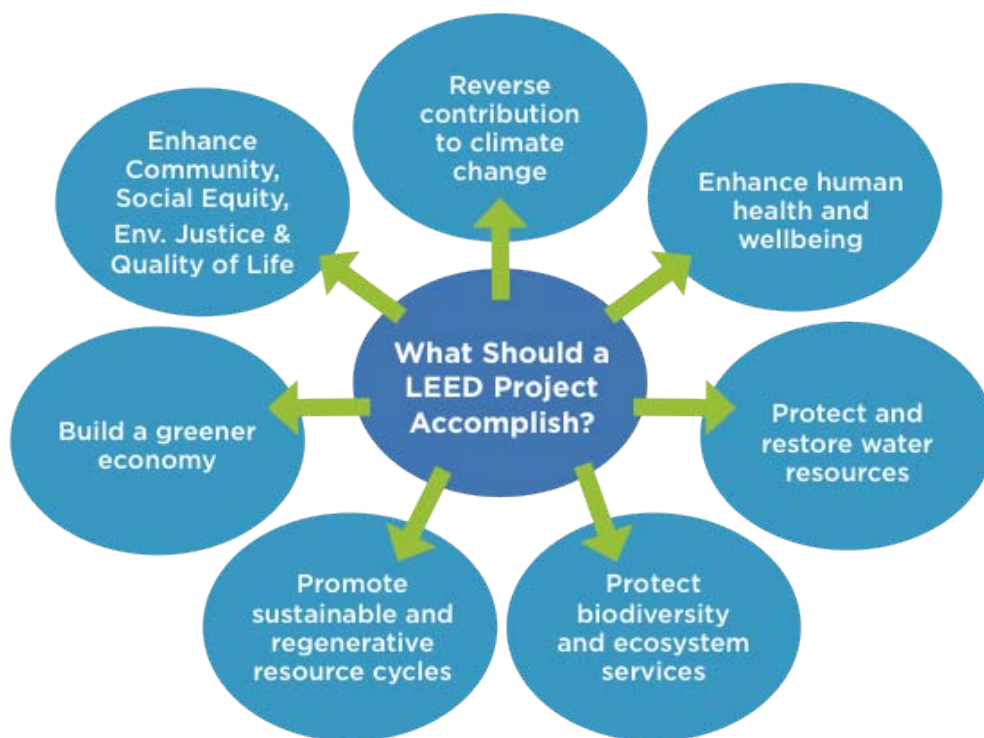 Reverse
contribution
to climate
change
Enhance human
health and
wellbeing
Protect and
restore water
resources
Protect
biodiversity
and ecosystem
services
Promote
sustainable and
regenerative
resource cycles
Build a greener
economy
Enhance
Community,
Social Equity,
Env. Justice &
Quality of Life
What Should a
LEED Project
Accomplish?